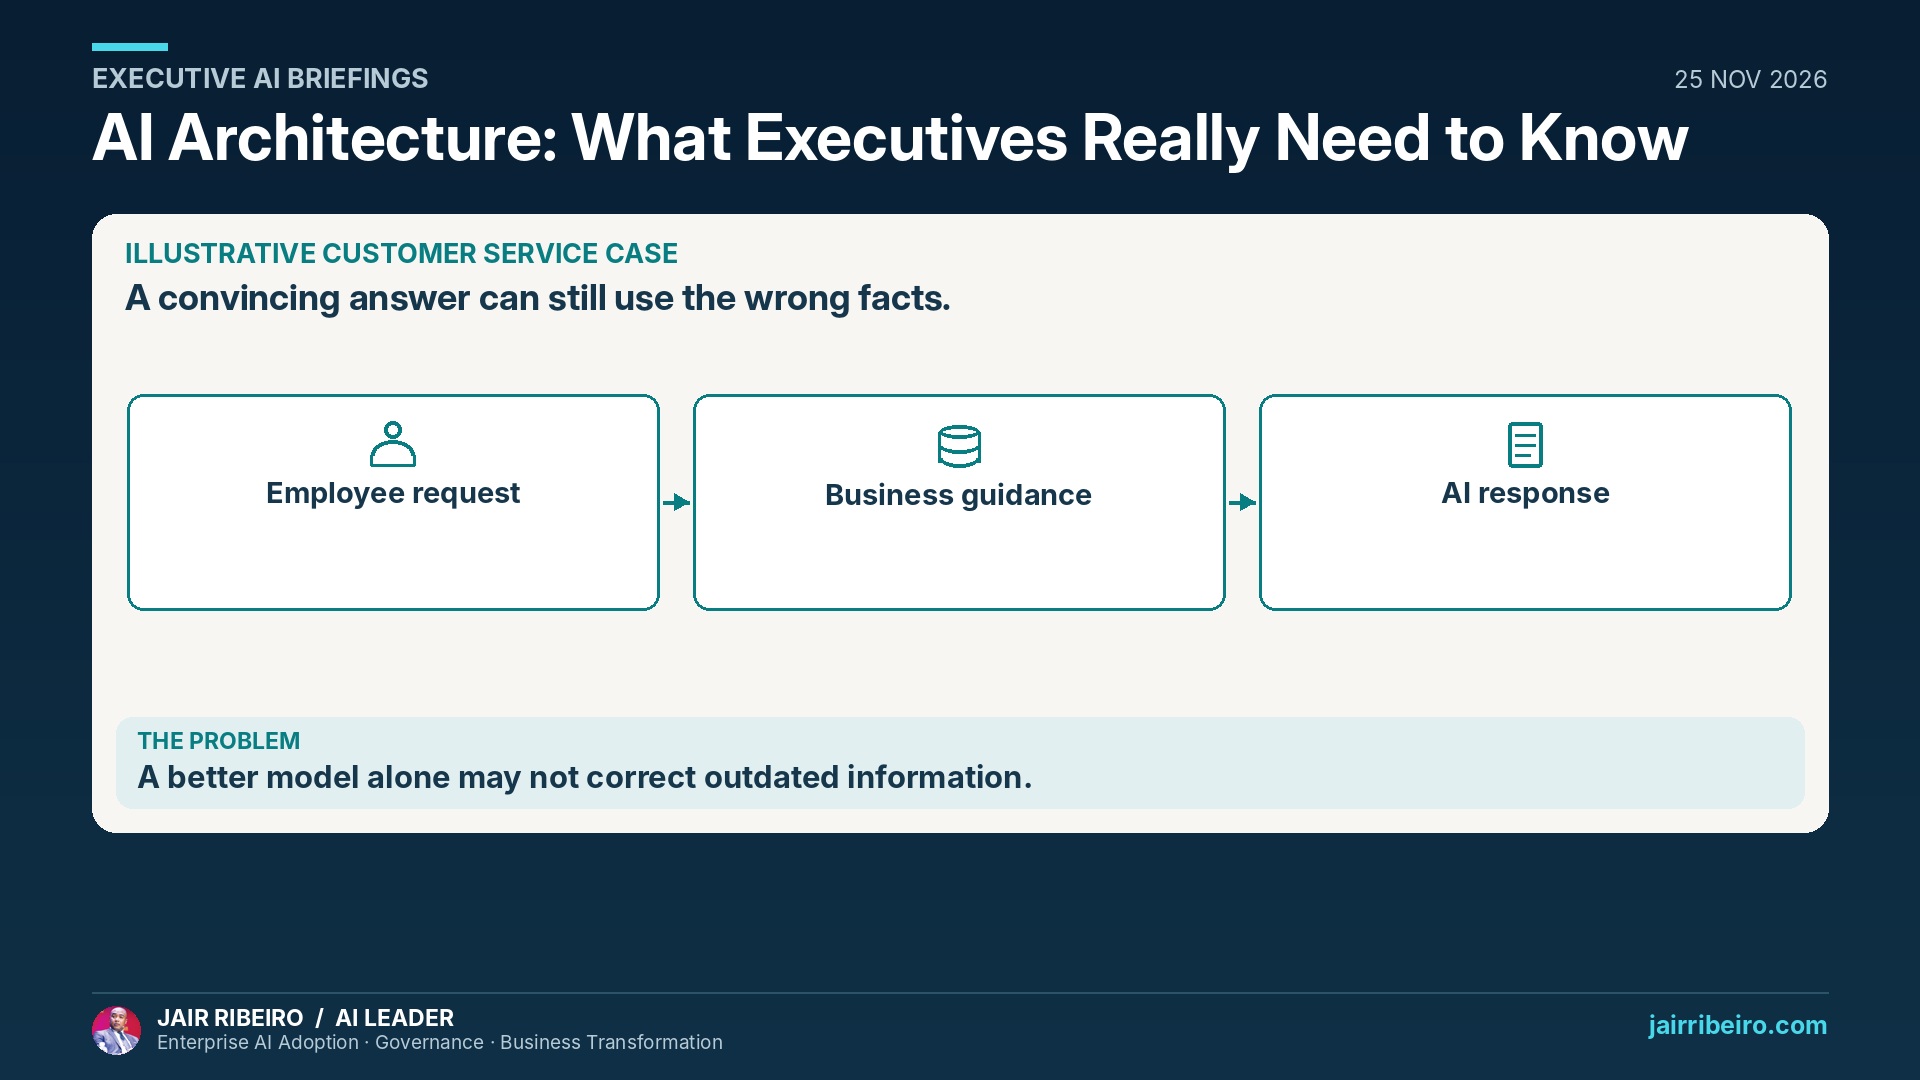 EXECUTIVE AI BRIEFINGS
25 NOV 2026
AI Architecture: What Executives Really Need to Know
ILLUSTRATIVE CUSTOMER SERVICE CASE
A convincing answer can still use the wrong facts.
Employee request
Business guidance
AI response
THE PROBLEM
A better model alone may not correct outdated information.
JAIR RIBEIRO / AI LEADER
Enterprise AI Adoption · Governance · Business Transformation
jairribeiro.com